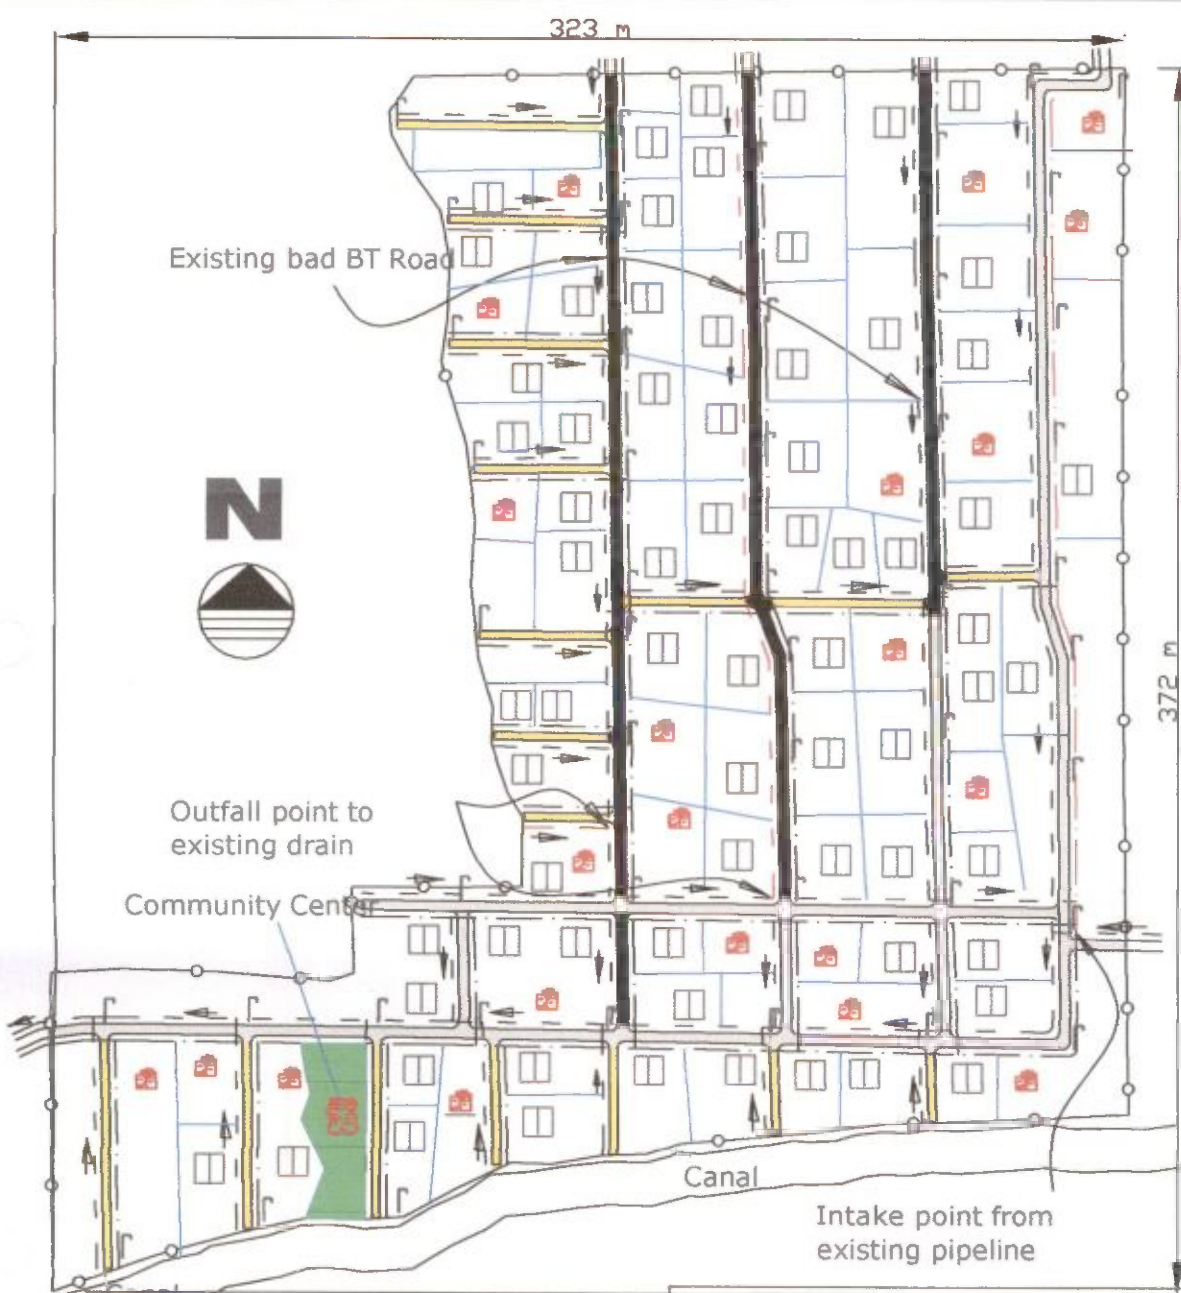 323 m
Existing bad BT Road
N
372 m
Outfall point to
existing drain
Community Center
Canal
Intake point from
existing pipeline
Canal